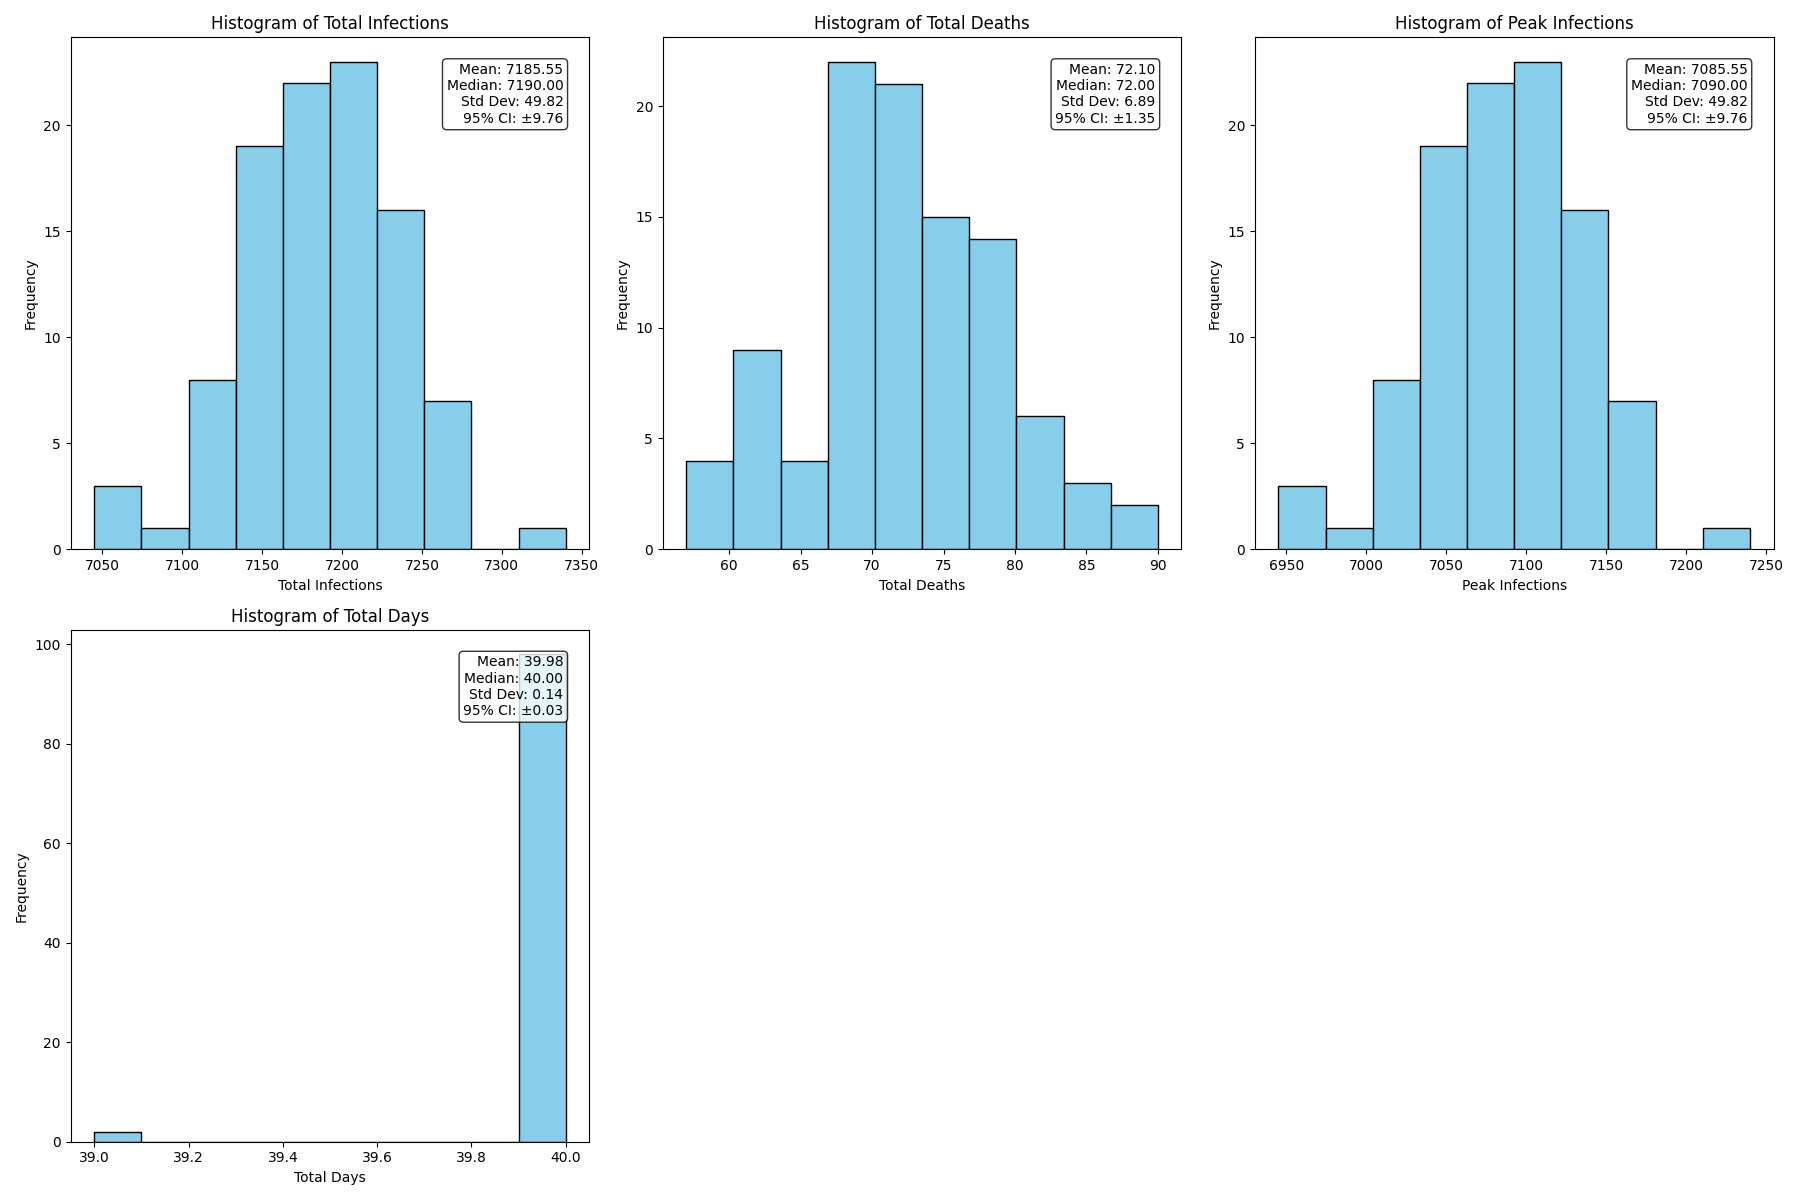 Histogram of Total Infections
Mean: 7185.55
Median: 7190.00
Std Dev: 49.82
95% CI: ±9.76
Frequency
20
15
10
5
0
7050 7100 7150 7200 7250 7300 7350
Total Infections
Histogram of Total Deaths
Mean: 72.10
Median: 72.00
Std Dev: 6.89
95% CI: ±1.35
Frequency
20
15
10
5
0
60 65 70 75 80 85 90
Total Deaths
Histogram of Peak Infections
Mean: 7085.55
Median: 7090.00
Std Dev: 49.82
95% CI: ±9.76
Frequency
20
15
10
5
0
6950 7000 7050 7100 7150 7200 7250
Peak Infections
Histogram of Total Days
Mean: 39.98
Median: 40.00
Std Dev: 0.14
95% CI: ±0.03
Frequency
100
80
60
40
20
0
39.0 39.2 39.4 39.6 39.8 40.0
Total Days